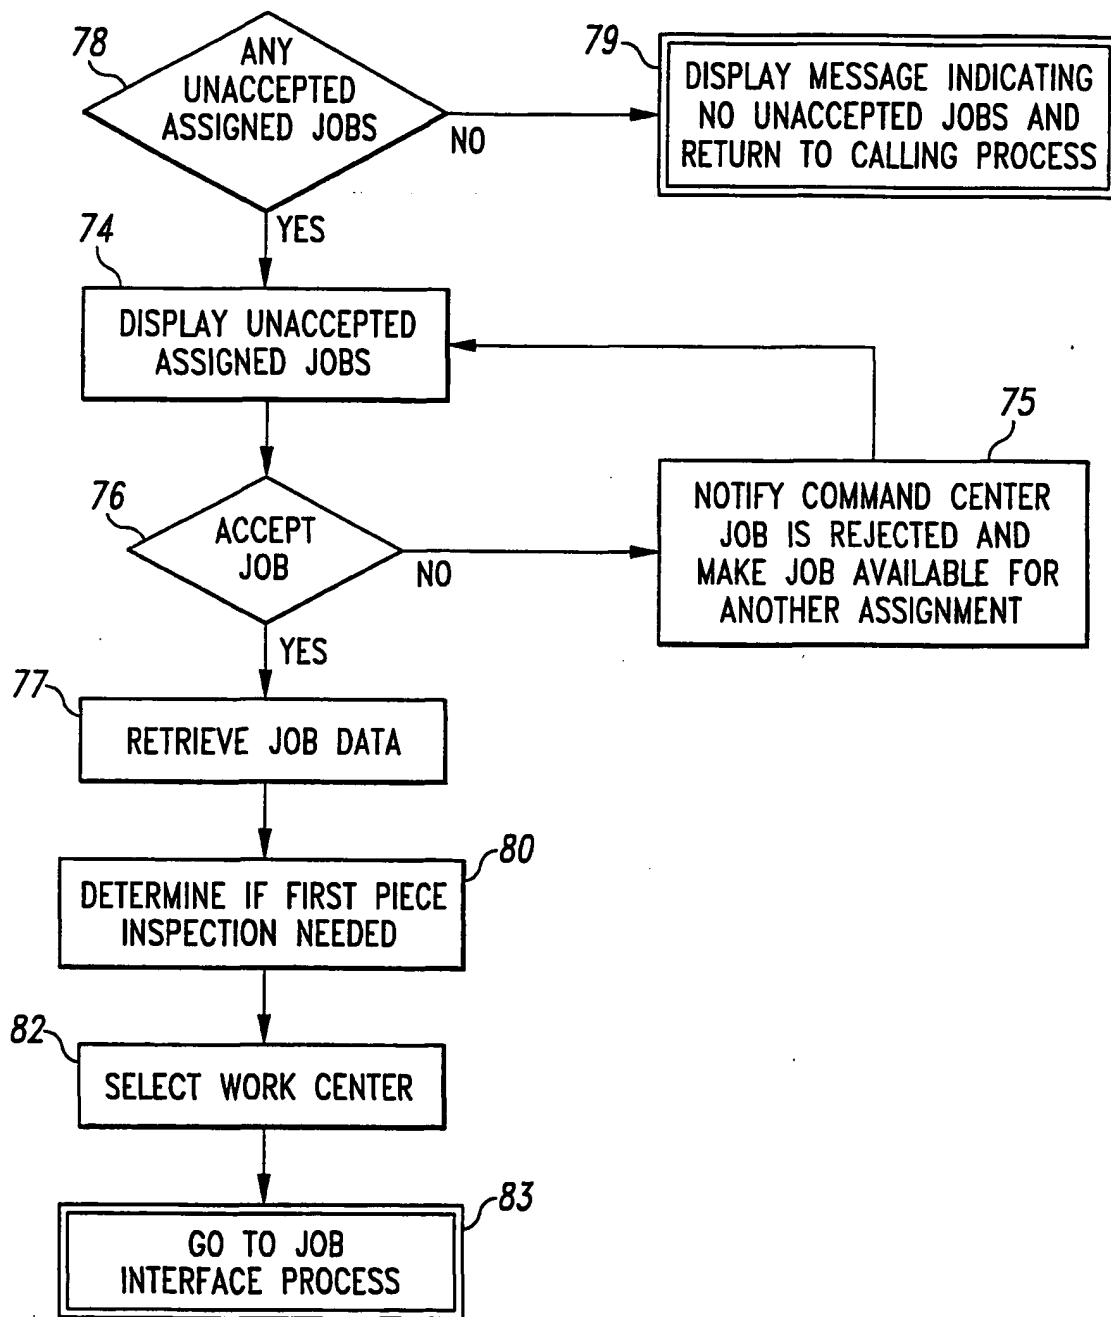 78
ANY
UNACCEPTED
ASSIGNED JOBS
NO
YES
79
DISPLAY MESSAGE INDICATING
NO UNACCEPTED JOBS AND
RETURN TO CALLING PROCESS
74
DISPLAY UNACCEPTED
ASSIGNED JOBS
75
NOTIFY COMMAND CENTER
JOB IS REJECTED AND
MAKE JOB AVAILABLE FOR
ANOTHER ASSIGNMENT
76
ACCEPT
JOB
NO
YES
77
RETRIEVE JOB DATA
80
DETERMINE IF FIRST PIECE
INSPECTION NEEDED
82
SELECT WORK CENTER
83
GO TO JOB
INTERFACE PROCESS